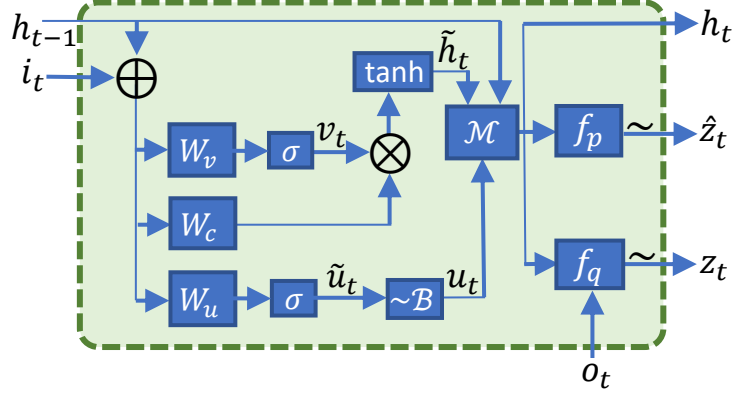 h_{t−1} h_t
i_t h̃_t
tanh
ℳ f_p ~ ẑ_t
W_v σ v_t
W_c
W_u σ ũ_t ~ℬ u_t f_q ~ z_t
o_t